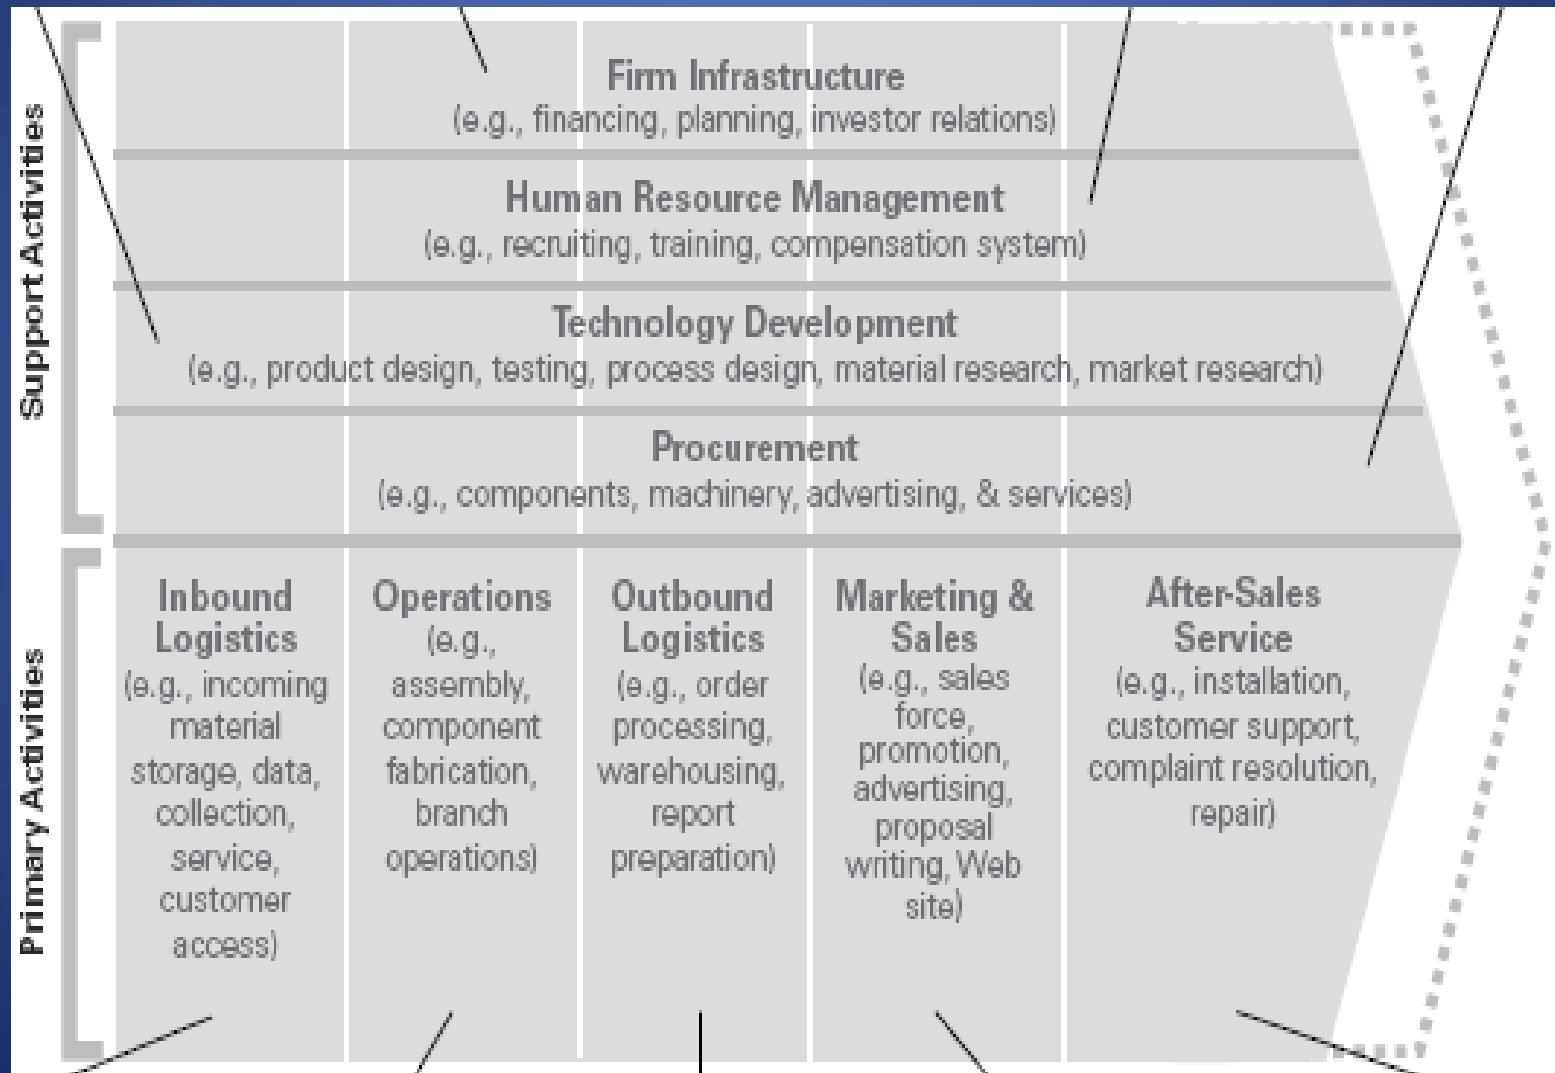 Support Activities
Firm Infrastructure
(e.g., financing, planning, investor relations)
Human Resource Management
(e.g., recruiting, training, compensation system)
Technology Development
(e.g., product design, testing, process design, material research, market research)
Procurement
(e.g., components, machinery, advertising, & services)
Primary Activities
Inbound
Logistics
(e.g., incoming
material
storage, data,
collection,
service,
customer
access)
Operations
(e.g.,
assembly,
component
fabrication,
branch
operations)
Outbound
Logistics
(e.g., order
processing,
warehousing,
report
preparation)
Marketing &
Sales
(e.g., sales
force,
promotion,
advertising,
proposal
writing, Web
site)
After-Sales
Service
(e.g., installation,
customer support,
complaint resolution,
repair)